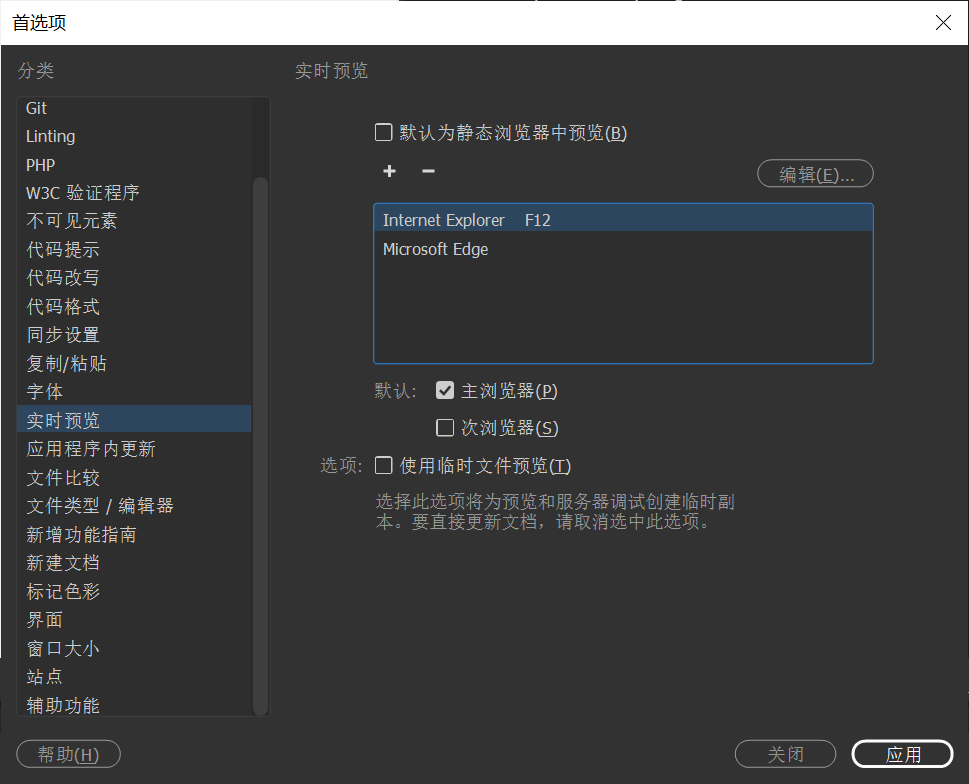 首选项
分类
Git
Linting
PHP
W3C 验证程序
不可见元素
代码提示
代码改写
代码格式
同步设置
复制/粘贴
字体
实时预览
应用程序内更新
文件比较
文件类型 / 编辑器
新增功能指南
新建文档
标记色彩
界面
窗口大小
站点
辅助功能
实时预览
默认为静态浏览器中预览(B)
编辑(E)...
Internet Explorer F12
Microsoft Edge
默认: 主浏览器(P)
次浏览器(S)
选项: 使用临时文件预览(T)
选择此选项将为预览和服务器调试创建临时副
本。要直接更新文档，请取消选中此选项。
帮助(H)
关闭
应用